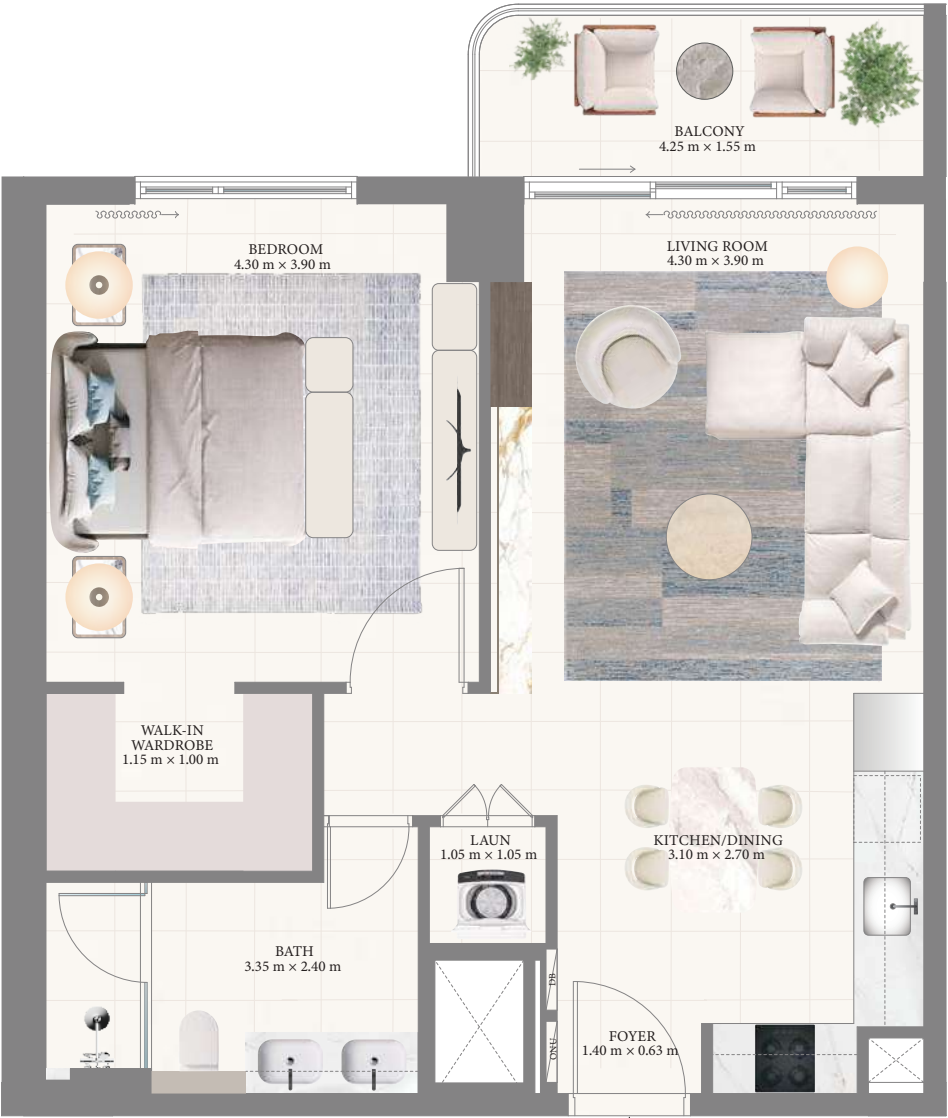 BALCONY
4.25 m × 1.55 m
BEDROOM
4.30 m × 3.90 m
LIVING ROOM
4.30 m × 3.90 m
WALK-IN
WARDROBE
1.15 m × 1.00 m
LAUN
1.05 m × 1.05 m
KITCHEN/DINING
3.10 m × 2.70 m
BATH
3.35 m × 2.40 m
DB
ONU
FOYER
1.40 m × 0.63 m